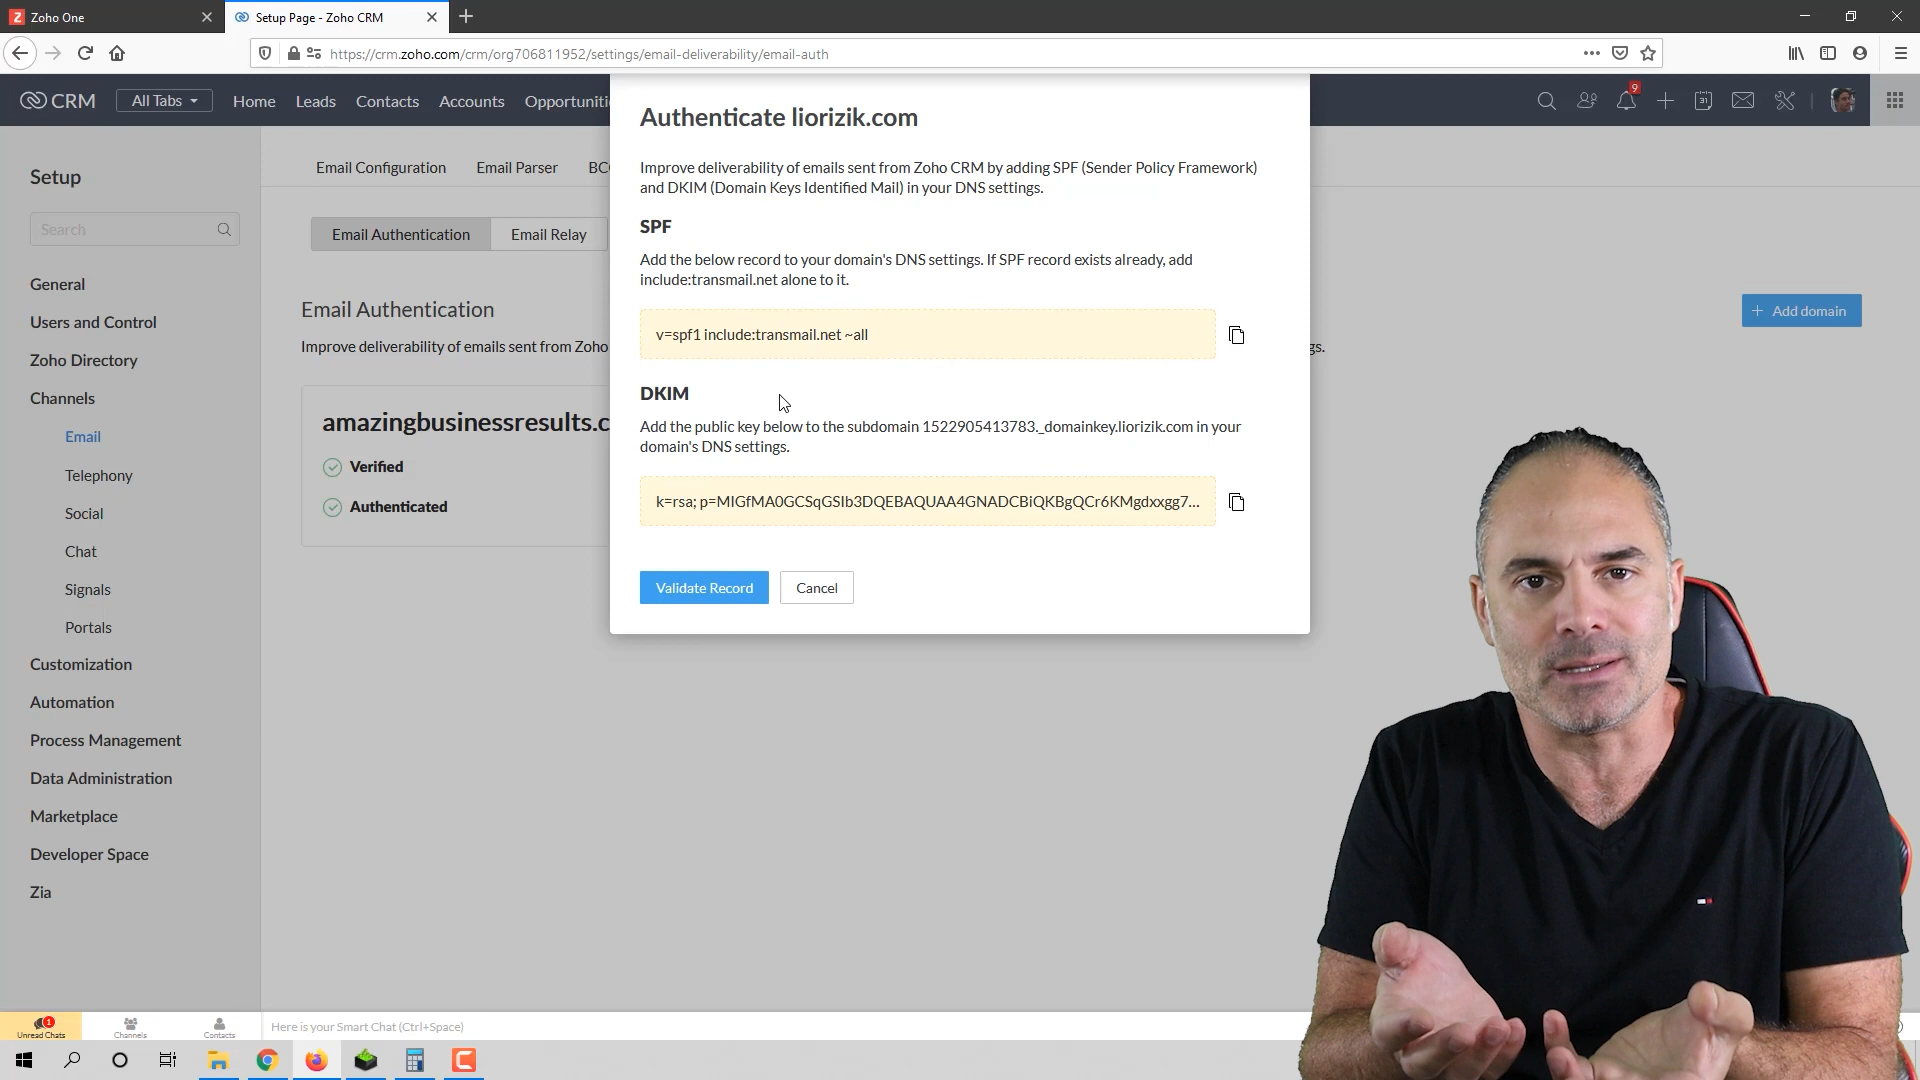 Zoho One
Setup Page - Zoho CRM
https://crm.zoho.com/crm/org706811952/settings/email-deliverability/email-auth
CRM
All Tabs
Home
Leads
Contacts
Accounts
Opportuniti
9
31
Setup
Search
General
Users and Control
Zoho Directory
Channels
Email
Telephony
Social
Chat
Signals
Portals
Customization
Automation
Process Management
Data Administration
Marketplace
Developer Space
Zia
Email Configuration
Email Parser
BC
Email Authentication
Email Relay
Email Authentication
Add domain
Improve deliverability of emails sent from Zoho
gs.
amazingbusinessresults.c
Verified
Authenticated
Authenticate liorizik.com
Improve deliverability of emails sent from Zoho CRM by adding SPF (Sender Policy Framework)
and DKIM (Domain Keys Identified Mail) in your DNS settings.
SPF
Add the below record to your domain's DNS settings. If SPF record exists already, add
include:transmail.net alone to it.
v=spf1 include:transmail.net ~all
DKIM
Add the public key below to the subdomain 1522905413783._domainkey.liorizik.com in your
domain's DNS settings.
k=rsa; p=MIGfMA0GCSqGSIb3DQEBAQUAA4GNADCBiQKBgQCr6KMgdxxgg7...
Validate Record
Cancel
1
Unread Chats
Channels
Contacts
Here is your Smart Chat (Ctrl+Space)